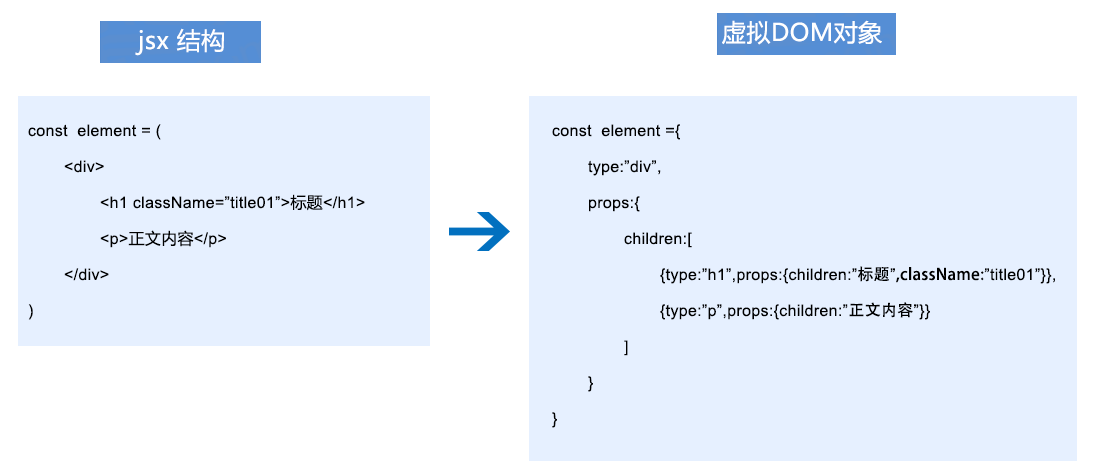 jsx 结构
const  element = (
<div>
<h1 className=”title01”>标题</h1>
<p>正文内容</p>
</div>
)
虚拟DOM对象
const  element ={
type:”div”,
props:{
children:[
{type:”h1”,props:{children:”标题”,className:”title01”}},
{type:”p”,props:{children:”正文内容”}}
]
}
}